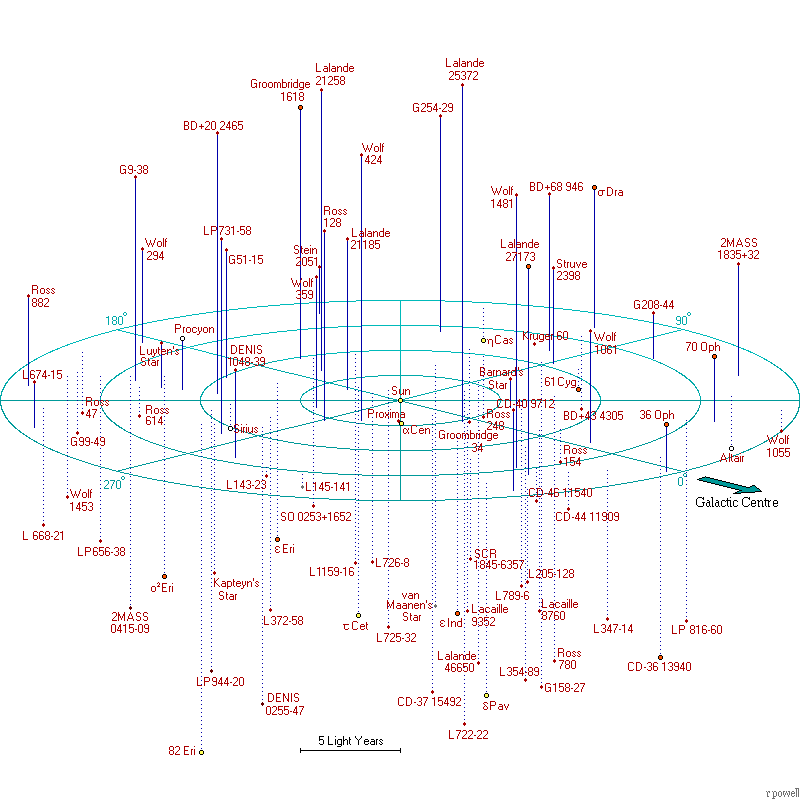 Lalande
25372
Lalande
21258
Groombridge
1618
G254-29
BD+20 2465
Wolf
424
G9-38
Wolf
1481
BD+68 946
σDra
Ross
128
LP731-58
Lalande
21185
Wolf
294
G51-15
Stein
2051
Lalande
27173
Struve
2398
2MASS
1835+32
Wolf
359
Ross
882
G208-44
180°
90°
Procyon
ηCas
Kruger 60
Wolf
1061
70 Oph
Luyten's
Star
DENIS
1048-39
L674-15
Barnard's
Star
61 Cyg
Sun
Ross
47
Ross
614
Proxima
CD-40 9712
BD+43 4305
36 Oph
Sirius
αCen
Ross
248
Groombridge
34
G99-49
Wolf
1055
Altair
Ross
154
270°
0°
L143-23
L145-141
Wolf
1453
CD-46 11540
Galactic Centre
SO 0253+1652
CD-44 11909
L 668-21
LP656-38
εEri
L1159-16
L726-8
SCR
1845-6357
o²Eri
Kapteyn's
Star
L205-128
L789-6
van
Maanen's
Star
2MASS
0415-09
L372-58
τCet
L725-32
εInd
Lacaille
9352
Lacaille
8760
L347-14
LP 816-60
Lalande
46650
Ross
780
CD-36 13940
LP944-20
L354-89
G158-27
DENIS
0255-47
CD-37 15492
δPav
L722-22
82 Eri
5 Light Years
r powell